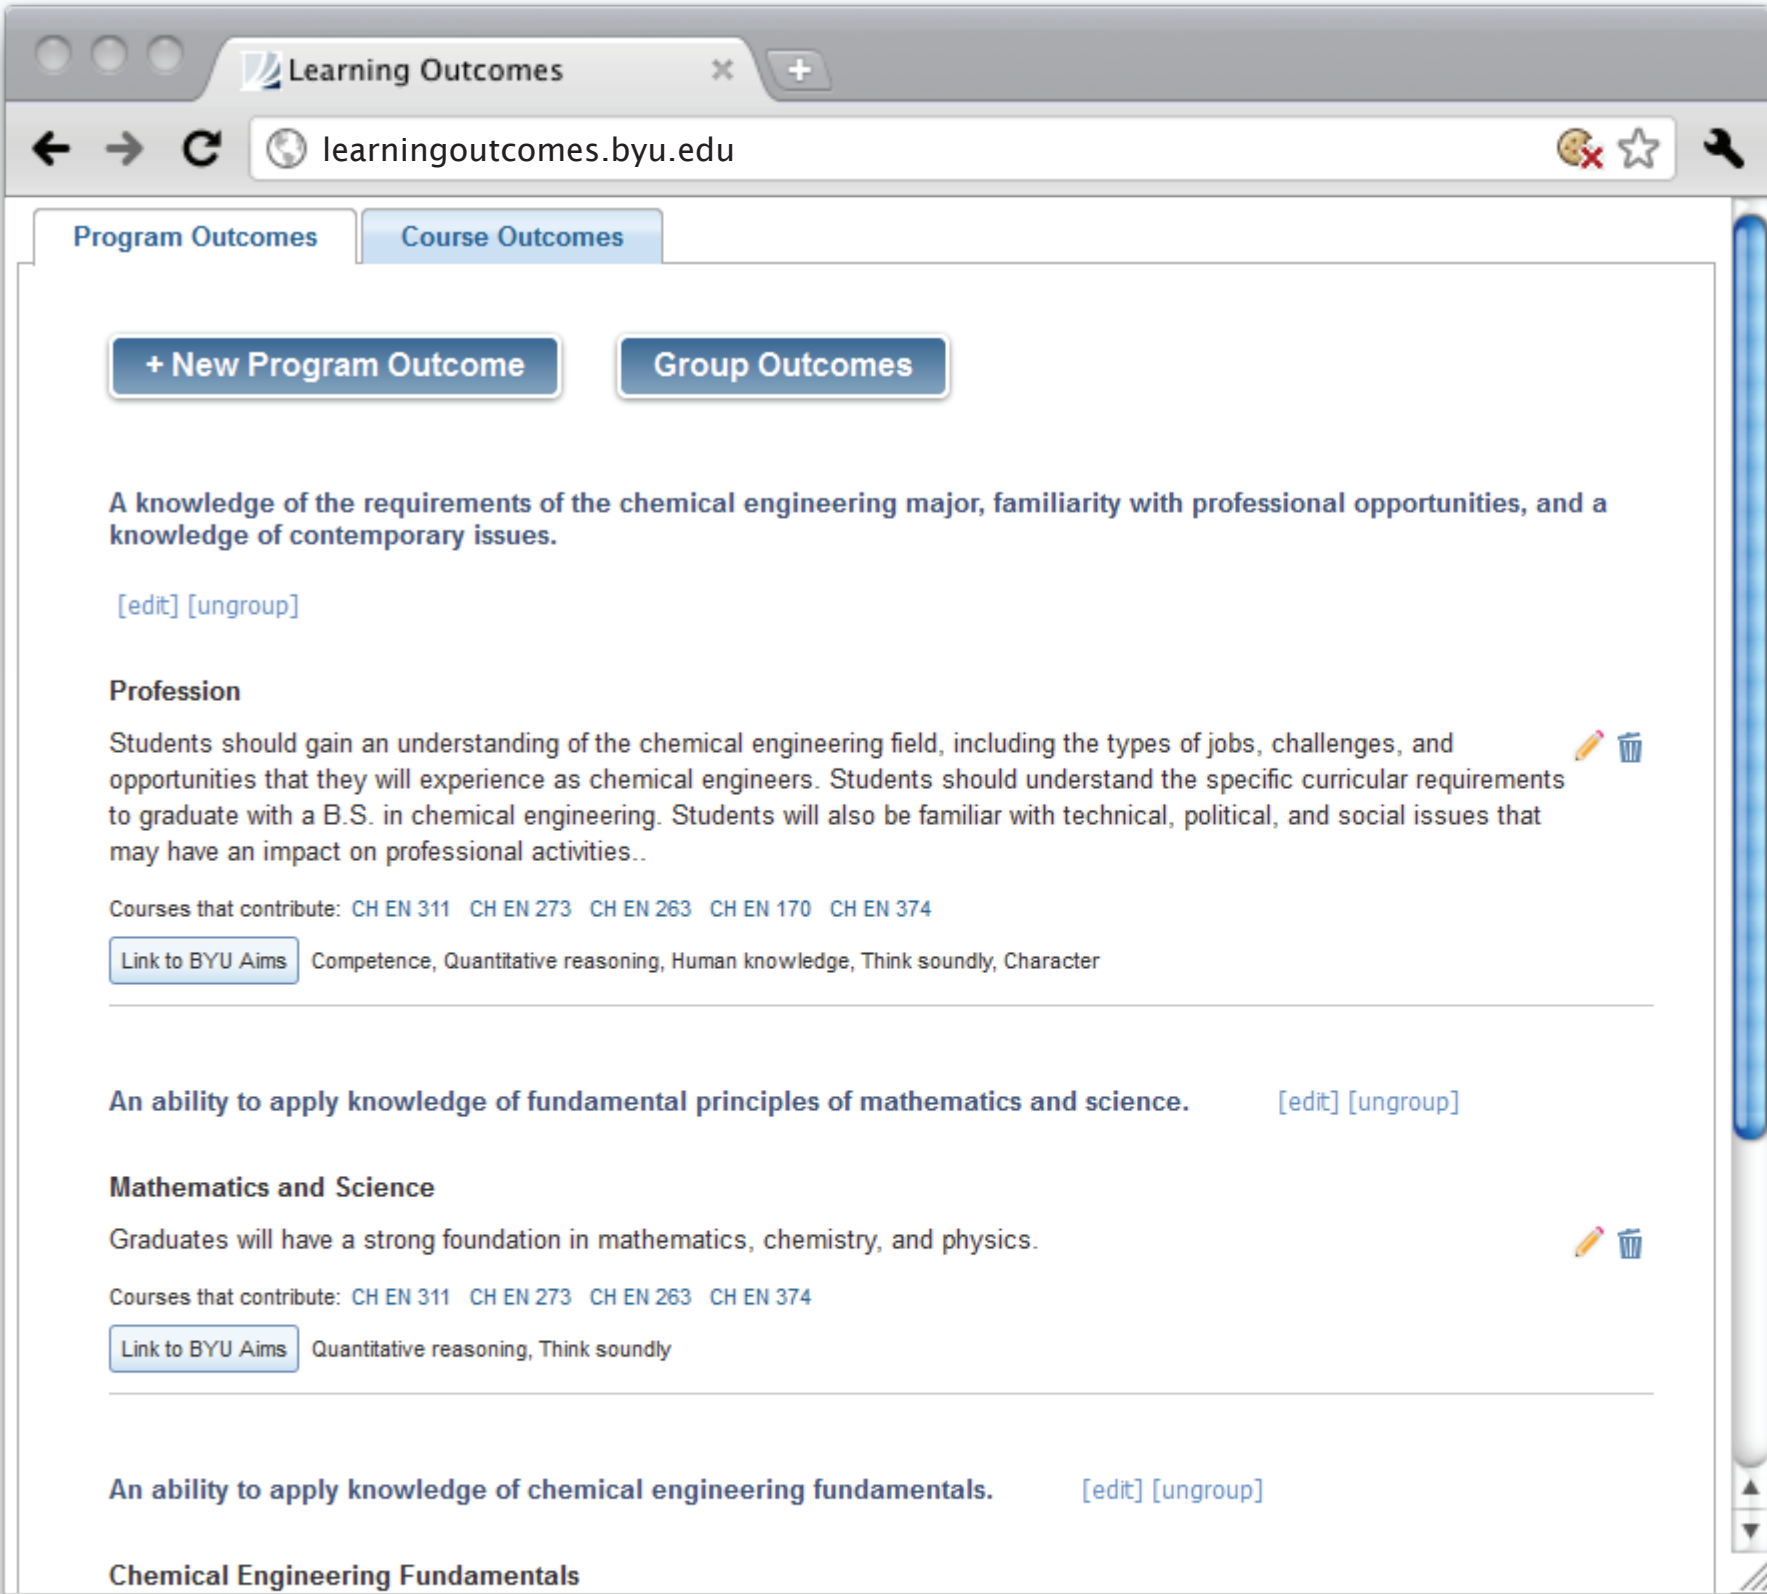 Learning Outcomes
learningoutcomes.byu.edu
Program Outcomes Course Outcomes
+ New Program Outcome Group Outcomes
A knowledge of the requirements of the chemical engineering major, familiarity with professional opportunities, and a
knowledge of contemporary issues.
[edit] [ungroup]
Profession
Students should gain an understanding of the chemical engineering field, including the types of jobs, challenges, and
opportunities that they will experience as chemical engineers. Students should understand the specific curricular requirements
to graduate with a B.S. in chemical engineering. Students will also be familiar with technical, political, and social issues that
may have an impact on professional activities..
Courses that contribute: CH EN 311 CH EN 273 CH EN 263 CH EN 170 CH EN 374
Link to BYU Aims Competence, Quantitative reasoning, Human knowledge, Think soundly, Character
An ability to apply knowledge of fundamental principles of mathematics and science. [edit] [ungroup]
Mathematics and Science
Graduates will have a strong foundation in mathematics, chemistry, and physics.
Courses that contribute: CH EN 311 CH EN 273 CH EN 263 CH EN 374
Link to BYU Aims Quantitative reasoning, Think soundly
An ability to apply knowledge of chemical engineering fundamentals. [edit] [ungroup]
Chemical Engineering Fundamentals